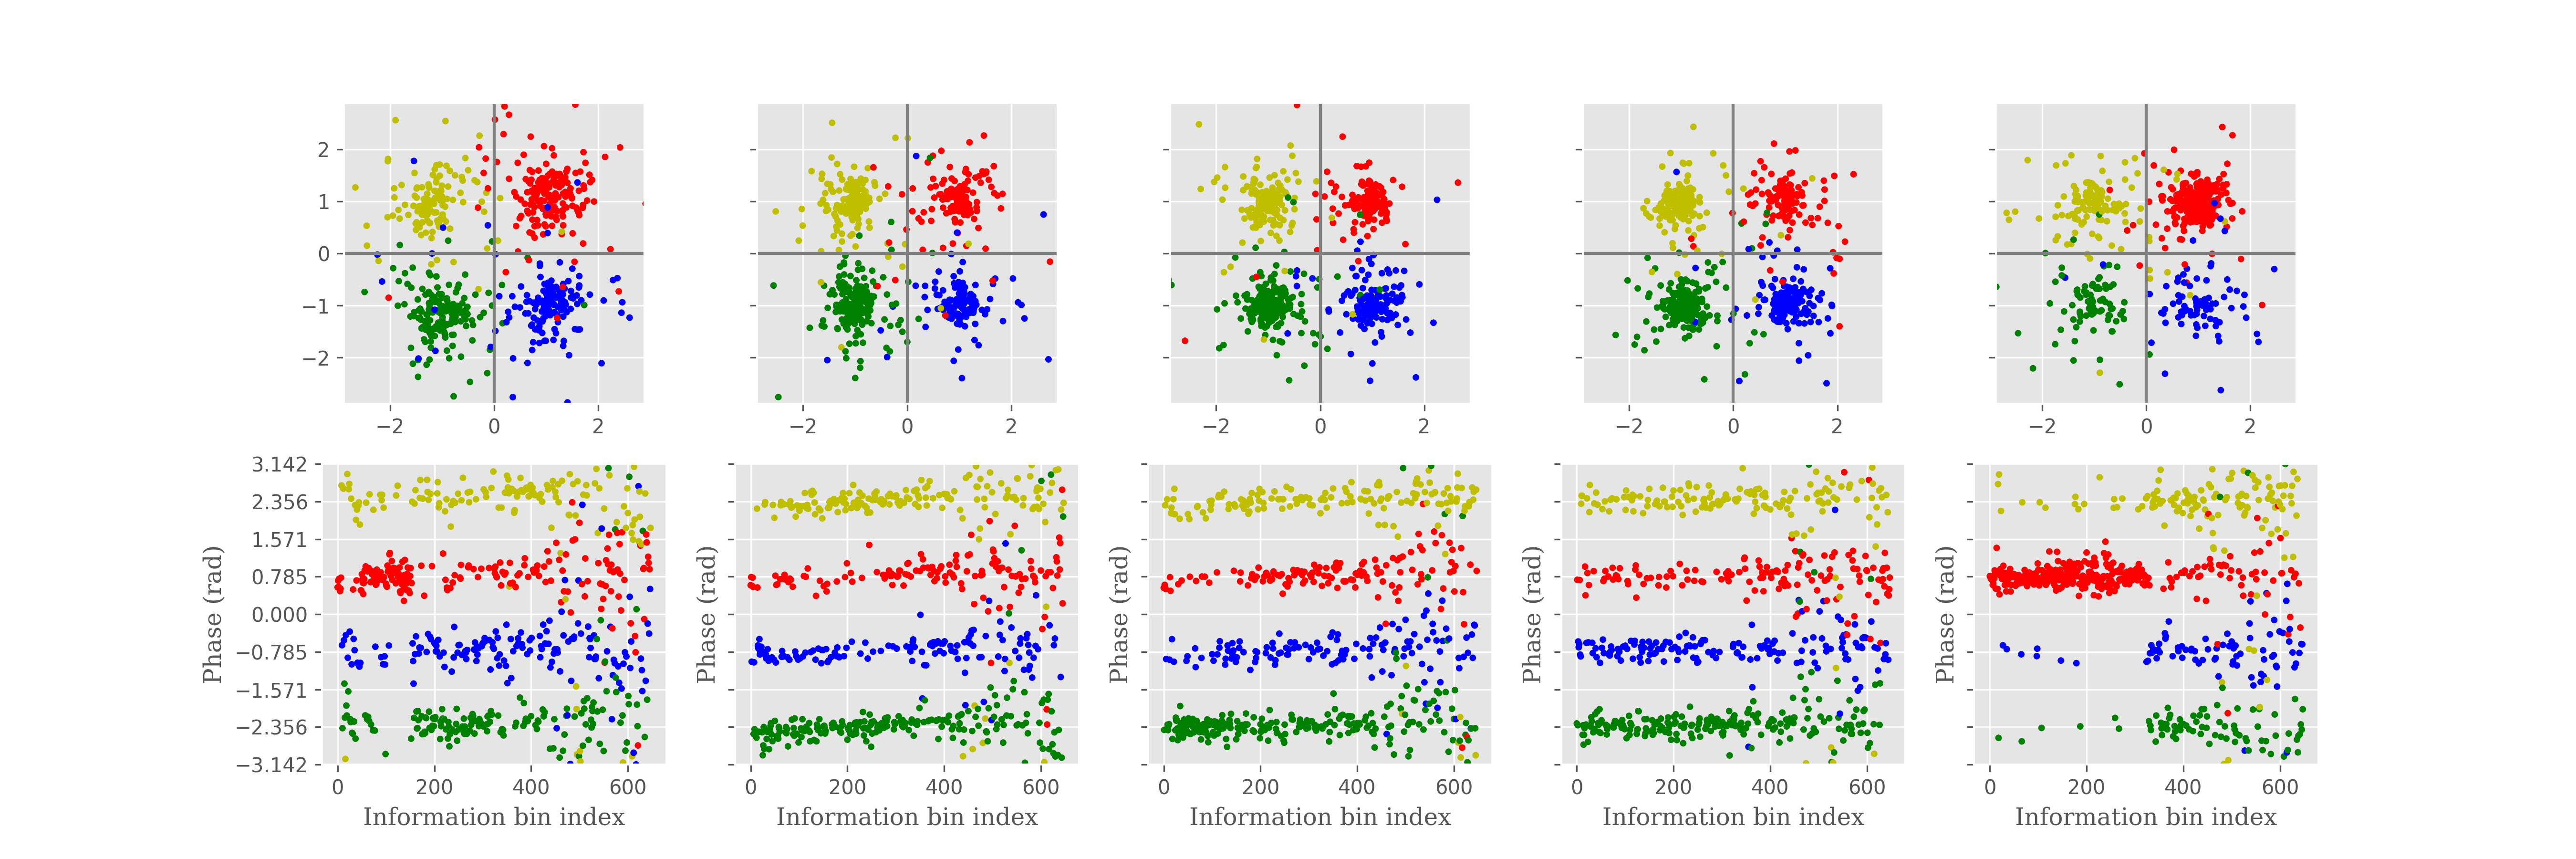 2
1
0
−1
−2
−2 0 2
−2 0 2
−2 0 2
−2 0 2
−2 0 2
3.142
2.356
1.571
0.785
0.000
−0.785
−1.571
−2.356
−3.142
Phase (rad)
Phase (rad)
Phase (rad)
Phase (rad)
Phase (rad)
0 200 400 600
0 200 400 600
0 200 400 600
0 200 400 600
0 200 400 600
Information bin index
Information bin index
Information bin index
Information bin index
Information bin index